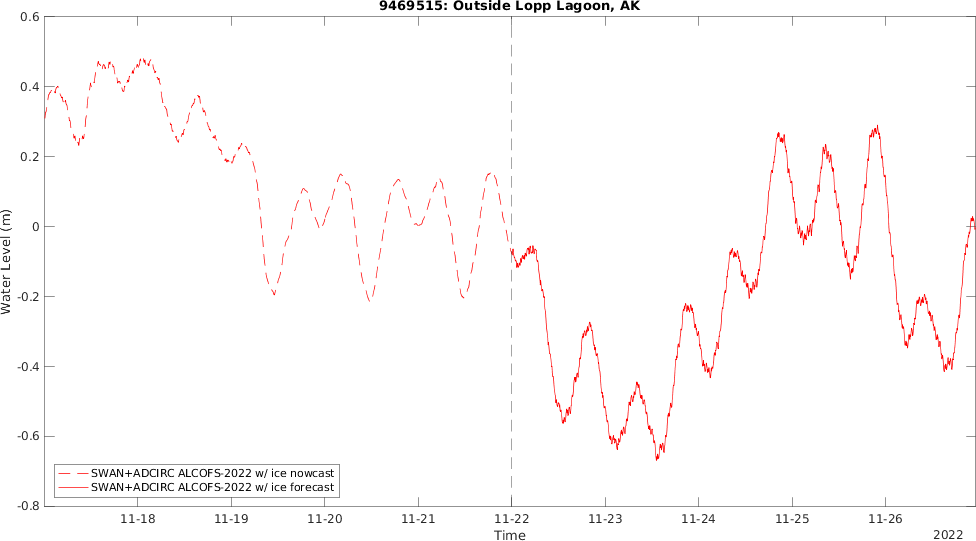 9469515: Outside Lopp Lagoon, AK
0.6
0.4
0.2
0
-0.2
-0.4
-0.6
-0.8
Water Level (m)
SWAN+ADCIRC ALCOFS-2022 w/ ice nowcast
SWAN+ADCIRC ALCOFS-2022 w/ ice forecast
11-18 11-19 11-20 11-21 11-22 11-23 11-24 11-25 11-26
Time
2022